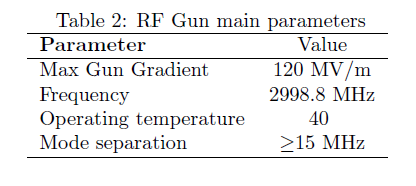 Table 2: RF Gun main parameters
Parameter Value
Max Gun Gradient 120 MV/m
Frequency 2998.8 MHz
Operating temperature 40
Mode separation ≥15 MHz